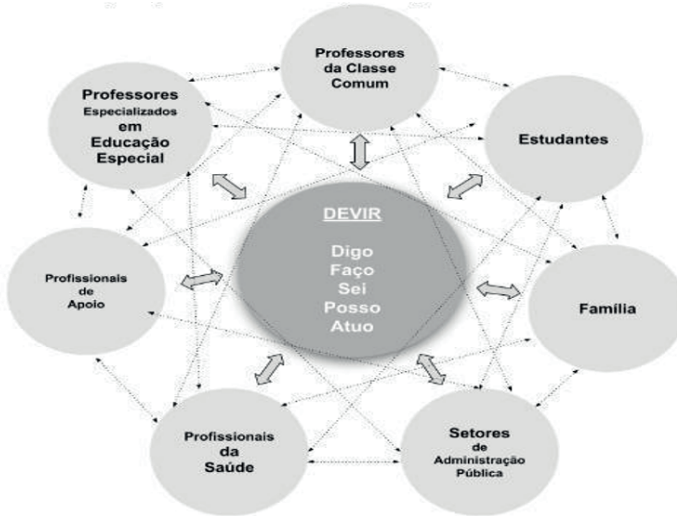 Professores
da Classe
Comum
Professores
Especializados
em
Educação
Especial
Estudantes
DEVIR
Digo
Faço
Sei
Posso
Atuo
Profissionais
de
Apoio
Família
Profissionais
da
Saúde
Setores
de
Administração
Pública